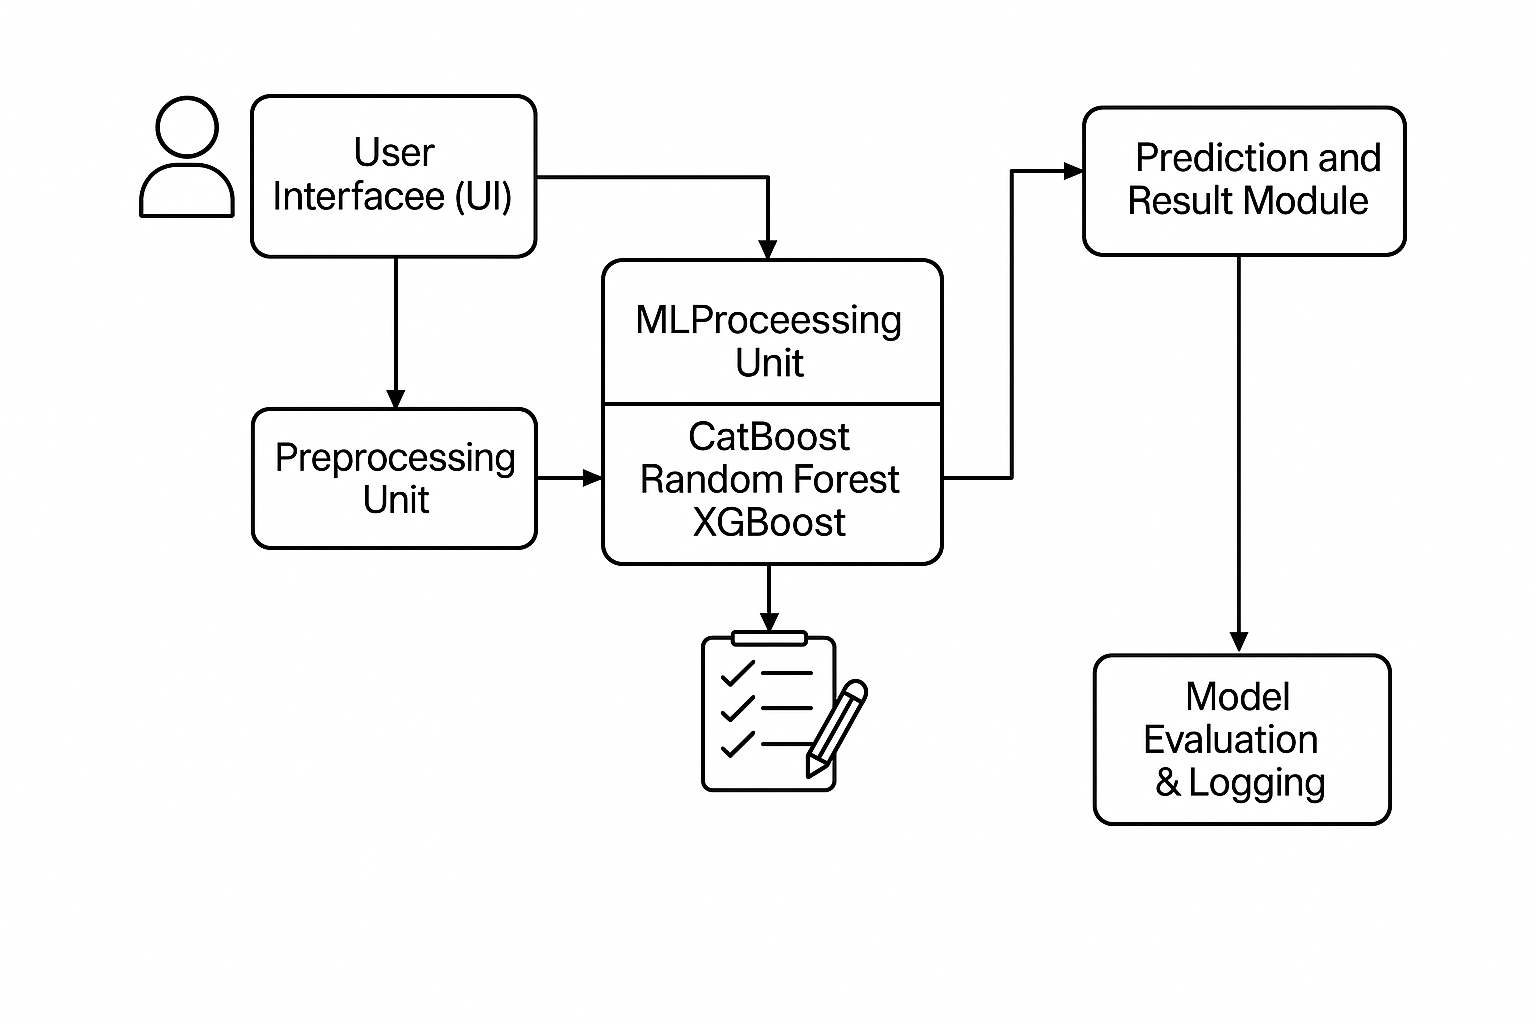 User
Interfacee (UI)
MLProceessing
Unit
CatBoost
Random Forest
XGBoost
Preprocessing
Unit
Prediction and
Result Module
Model
Evaluation
& Logging